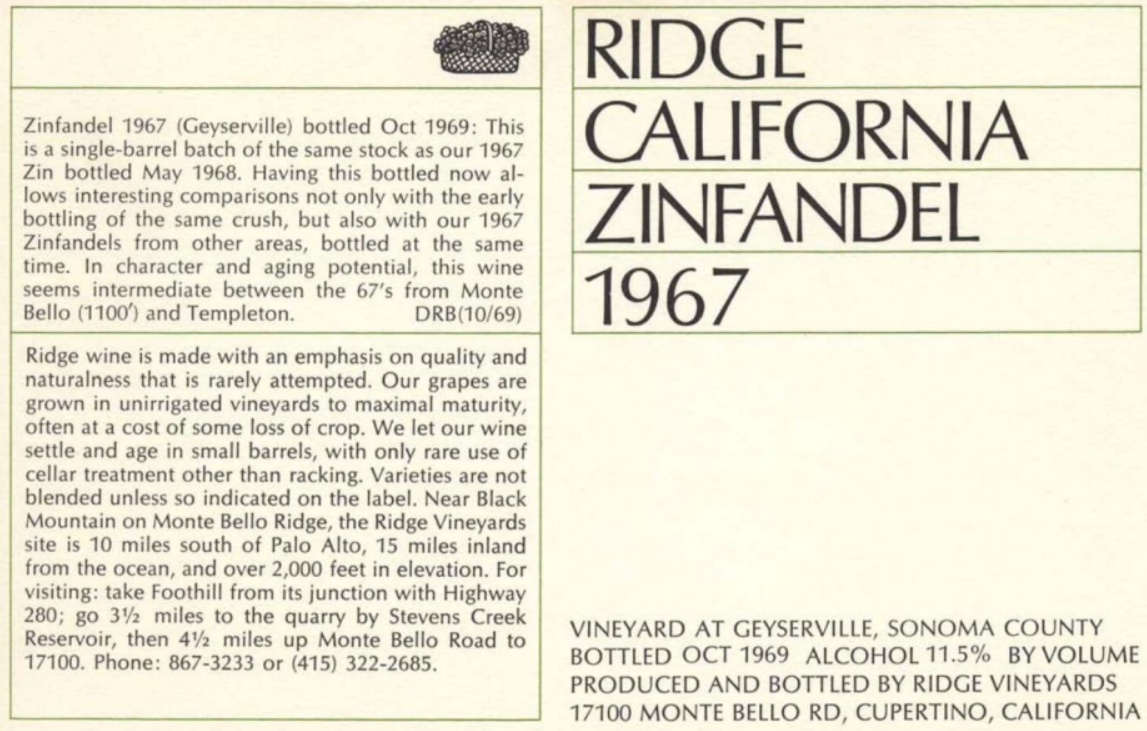 Zinfandel 1967 (Geyserville) bottled Oct 1969: This
is a single-barrel batch of the same stock as our 1967
Zin bottled May 1968. Having this bottled now al-
lows interesting comparisons not only with the early
bottling of the same crush, but also with our 1967
Zinfandels from other areas, bottled at the same
time. In character and aging potential, this wine
seems intermediate between the 67's from Monte
Bello (1100') and Templeton. DRB(10/69)
Ridge wine is made with an emphasis on quality and
naturalness that is rarely attempted. Our grapes are
grown in unirrigated vineyards to maximal maturity,
often at a cost of some loss of crop. We let our wine
settle and age in small barrels, with only rare use of
cellar treatment other than racking. Varieties are not
blended unless so indicated on the label. Near Black
Mountain on Monte Bello Ridge, the Ridge Vineyards
site is 10 miles south of Palo Alto, 15 miles inland
from the ocean, and over 2,000 feet in elevation. For
visiting: take Foothill from its junction with Highway
280; go 3½ miles to the quarry by Stevens Creek
Reservoir, then 4½ miles up Monte Bello Road to
17100. Phone: 867-3233 or (415) 322-2685.
RIDGE
CALIFORNIA
ZINFANDEL
1967
VINEYARD AT GEYSERVILLE, SONOMA COUNTY
BOTTLED OCT 1969 ALCOHOL 11.5% BY VOLUME
PRODUCED AND BOTTLED BY RIDGE VINEYARDS
17100 MONTE BELLO RD, CUPERTINO, CALIFORNIA